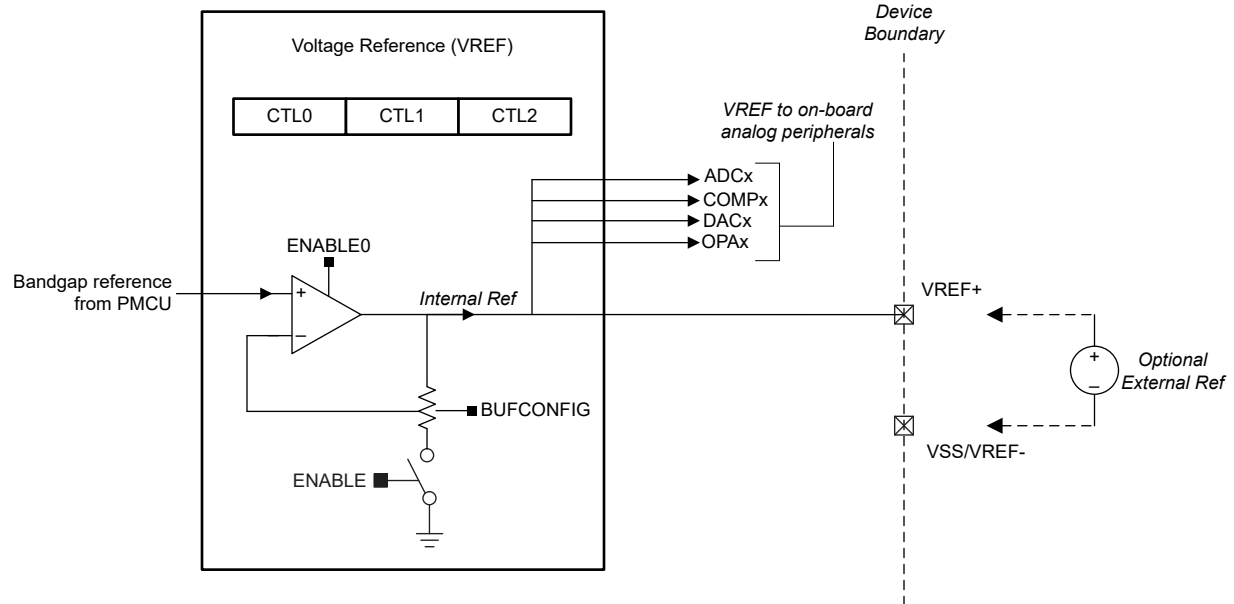 Device
Boundary
Voltage Reference (VREF)
CTL0 CTL1 CTL2
VREF to on-board
analog peripherals
ADCx
COMPx
DACx
OPAx
ENABLE0
Bandgap reference
from PMCU
+
–
Internal Ref
VREF+
BUFCONFIG
+
–
Optional
External Ref
VSS/VREF-
ENABLE